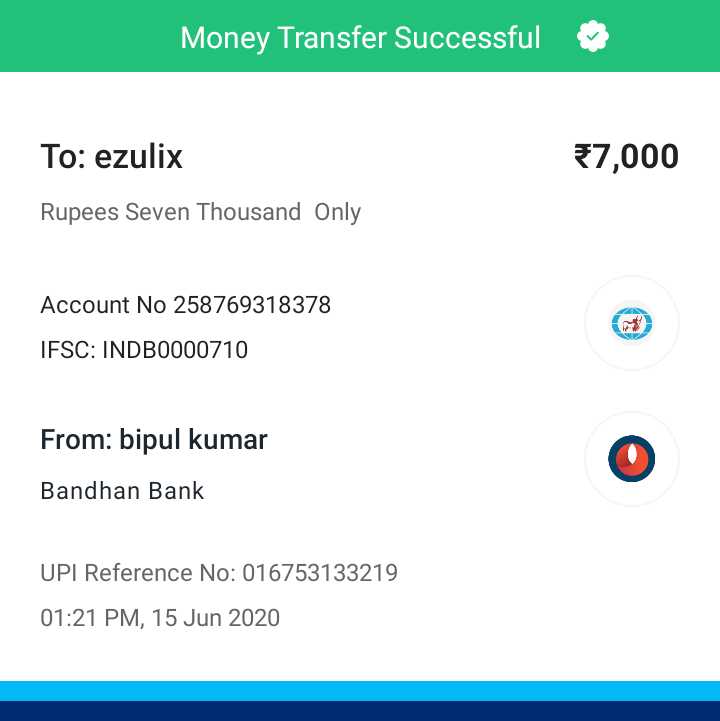 Money Transfer Successful
To: ezulix
₹7,000
Rupees Seven Thousand Only
Account No 258769318378
IFSC: INDB0000710
From: bipul kumar
Bandhan Bank
UPI Reference No: 016753133219
01:21 PM, 15 Jun 2020